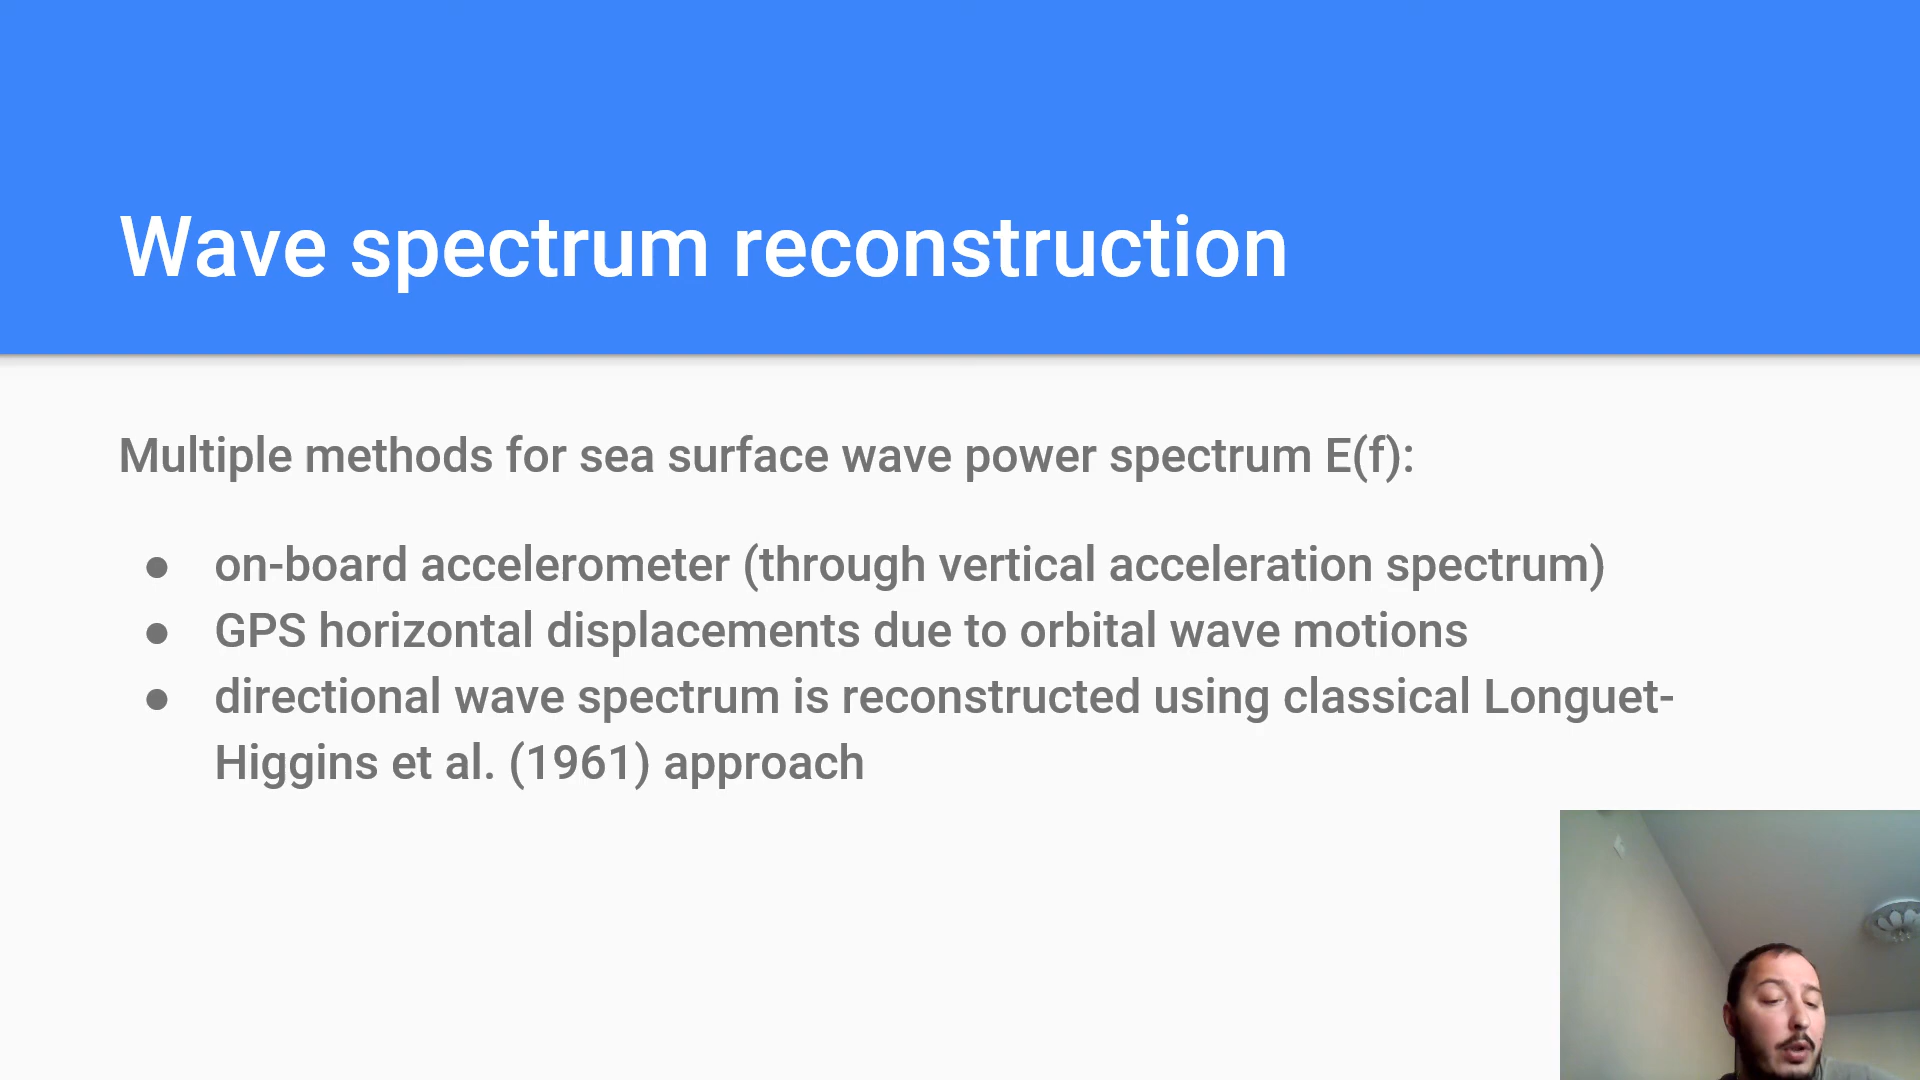 Wave spectrum reconstruction
Multiple methods for sea surface wave power spectrum E(f):
● on-board accelerometer (through vertical acceleration spectrum)
● GPS horizontal displacements due to orbital wave motions
● directional wave spectrum is reconstructed using classical Longuet-
Higgins et al. (1961) approach